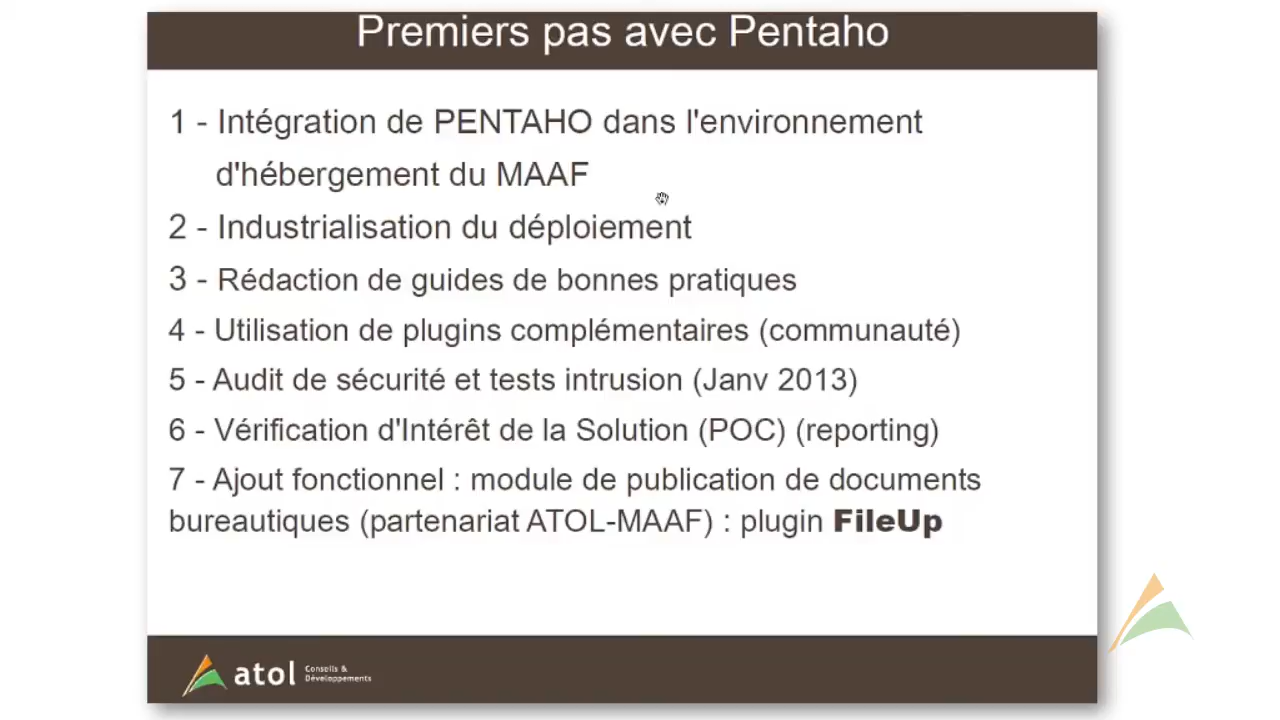 Premiers pas avec Pentaho
1 - Intégration de PENTAHO dans l'environnement
d'hébergement du MAAF
2 - Industrialisation du déploiement
3 - Rédaction de guides de bonnes pratiques
4 - Utilisation de plugins complémentaires (communauté)
5 - Audit de sécurité et tests intrusion (Janv 2013)
6 - Vérification d'Intérêt de la Solution (POC) (reporting)
7 - Ajout fonctionnel : module de publication de documents
bureautiques (partenariat ATOL-MAAF) : plugin FileUp
atol
Conseils &
Développements